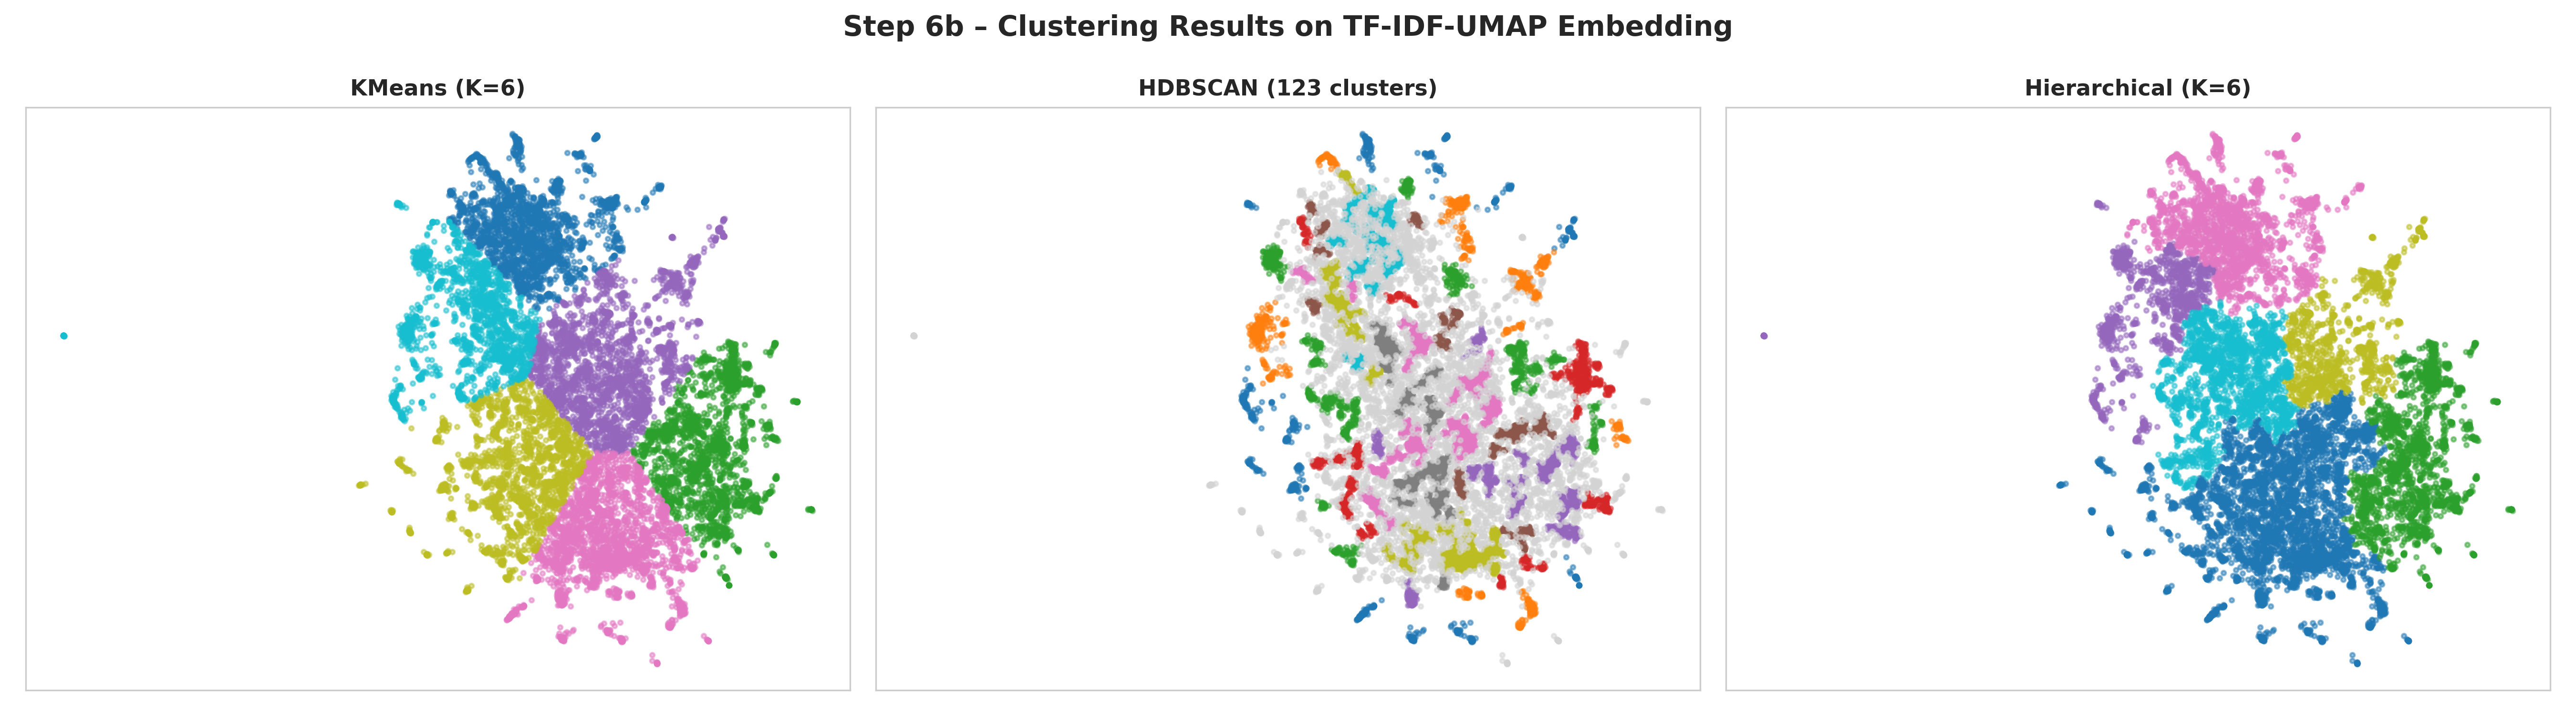 Step 6b – Clustering Results on TF-IDF-UMAP Embedding
KMeans (K=6)
HDBSCAN (123 clusters)
Hierarchical (K=6)